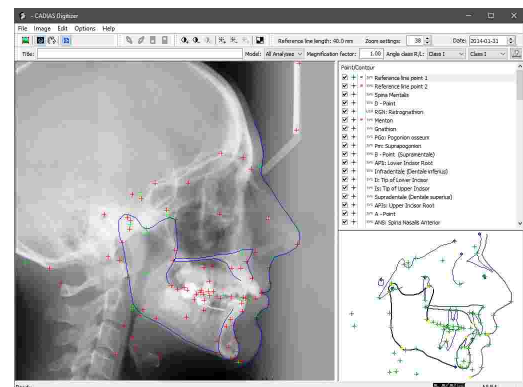 - CADIAS Digitizer
File Image Edit Options Help
Reference line length: 40.0 mm Zoom settings: 38 Date: 2014-01-31
Title: Model: All Analyses Magnification factor: 1.00 Angle class R/L: Class 1 Class 1
Point/Contour
Reference line point 1
Reference line point 2
Spina Mentalis
D - Point
RGN: Retrognathion
Menton
Gnathion
PGo: Pogonion osseum
Pm: Suprapogonion
B - Point (Supramentale)
AP1: Lower Incisor Root
Infradentale (Dentale inferius)
Ii: Tip of Lower Incisor
Is: Tip of Upper Incisor
Supradentale (Dentale superius)
AP1s: Upper Incisor Root
A - Point
ANS: Spina Nasalis Anterior
Ready